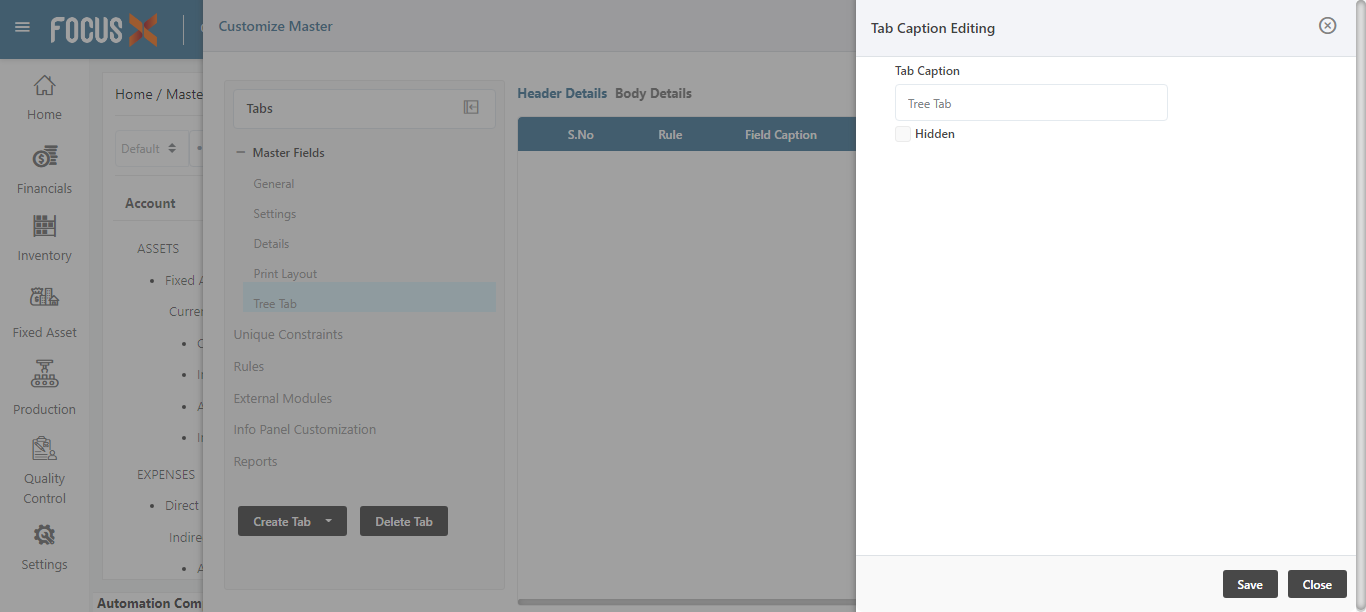 FOCUS X
Home
Financials
Inventory
Fixed Asset
Production
Quality
Control
Settings
Home / Maste
Default
Account
ASSETS
Fixed A
Curre
EXPENSES
Direct
Indire
A
Automation Com
Customize Master
Tabs
Master Fields
General
Settings
Details
Print Layout
Tree Tab
Unique Constraints
Rules
External Modules
Info Panel Customization
Reports
Create Tab
Delete Tab
Header Details Body Details
S.No Rule Field Caption
Tab Caption Editing
Tab Caption
Tree Tab
Hidden
Save Close